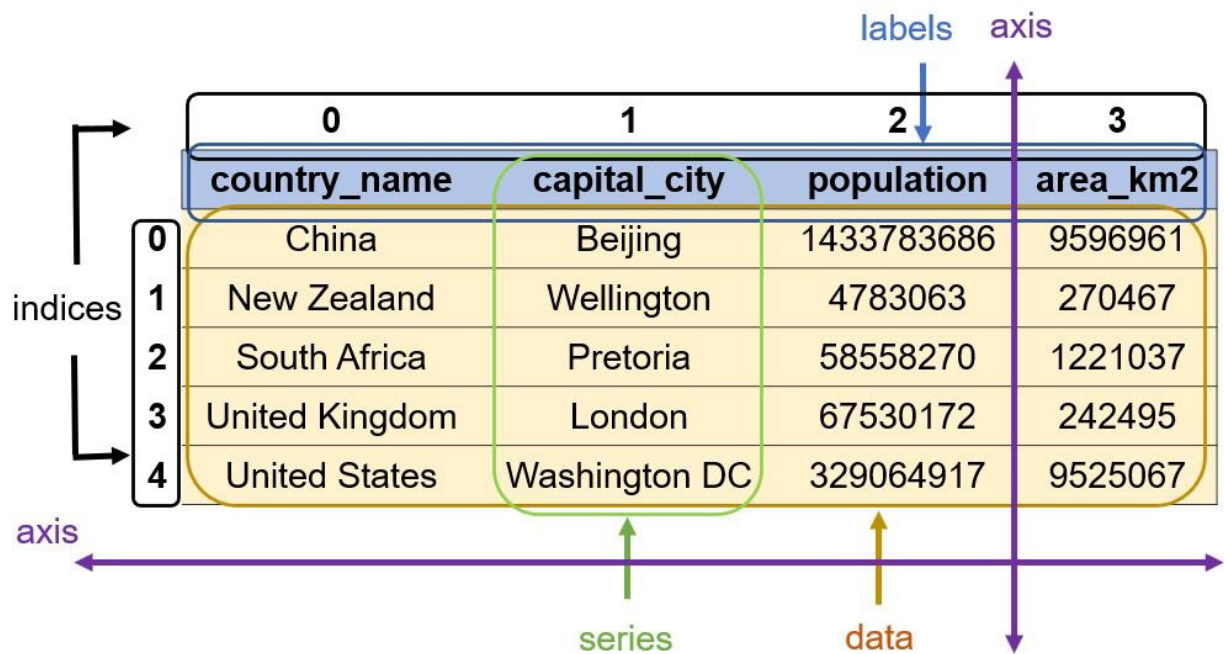 labels axis
0 1 2 3
country_name capital_city population area_km2
0 China Beijing 1433783686 9596961
indices
1 New Zealand Wellington 4783063 270467
2 South Africa Pretoria 58558270 1221037
3 United Kingdom London 67530172 242495
4 United States Washington DC 329064917 9525067
axis
series data